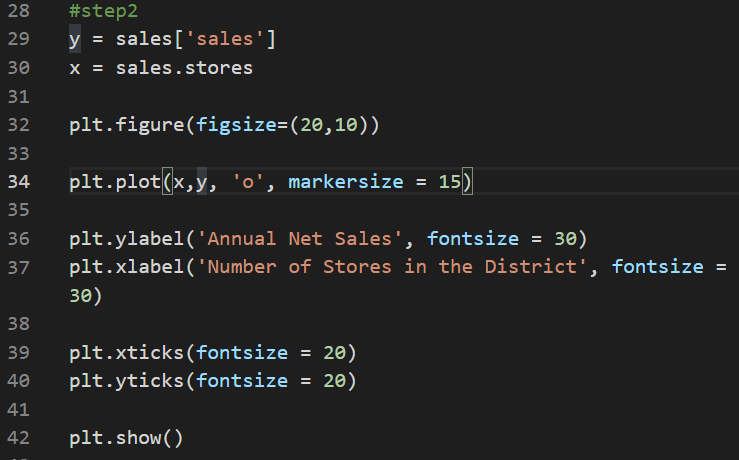 28 #step2
29 y = sales['sales']
30 x = sales.stores
31
32 plt.figure(figsize=(20,10))
33
34 plt.plot(x,y, 'o', markersize = 15)
35
36 plt.ylabel('Annual Net Sales', fontsize = 30)
37 plt.xlabel('Number of Stores in the District', fontsize =
30)
38
39 plt.xticks(fontsize = 20)
40 plt.yticks(fontsize = 20)
41
42 plt.show()